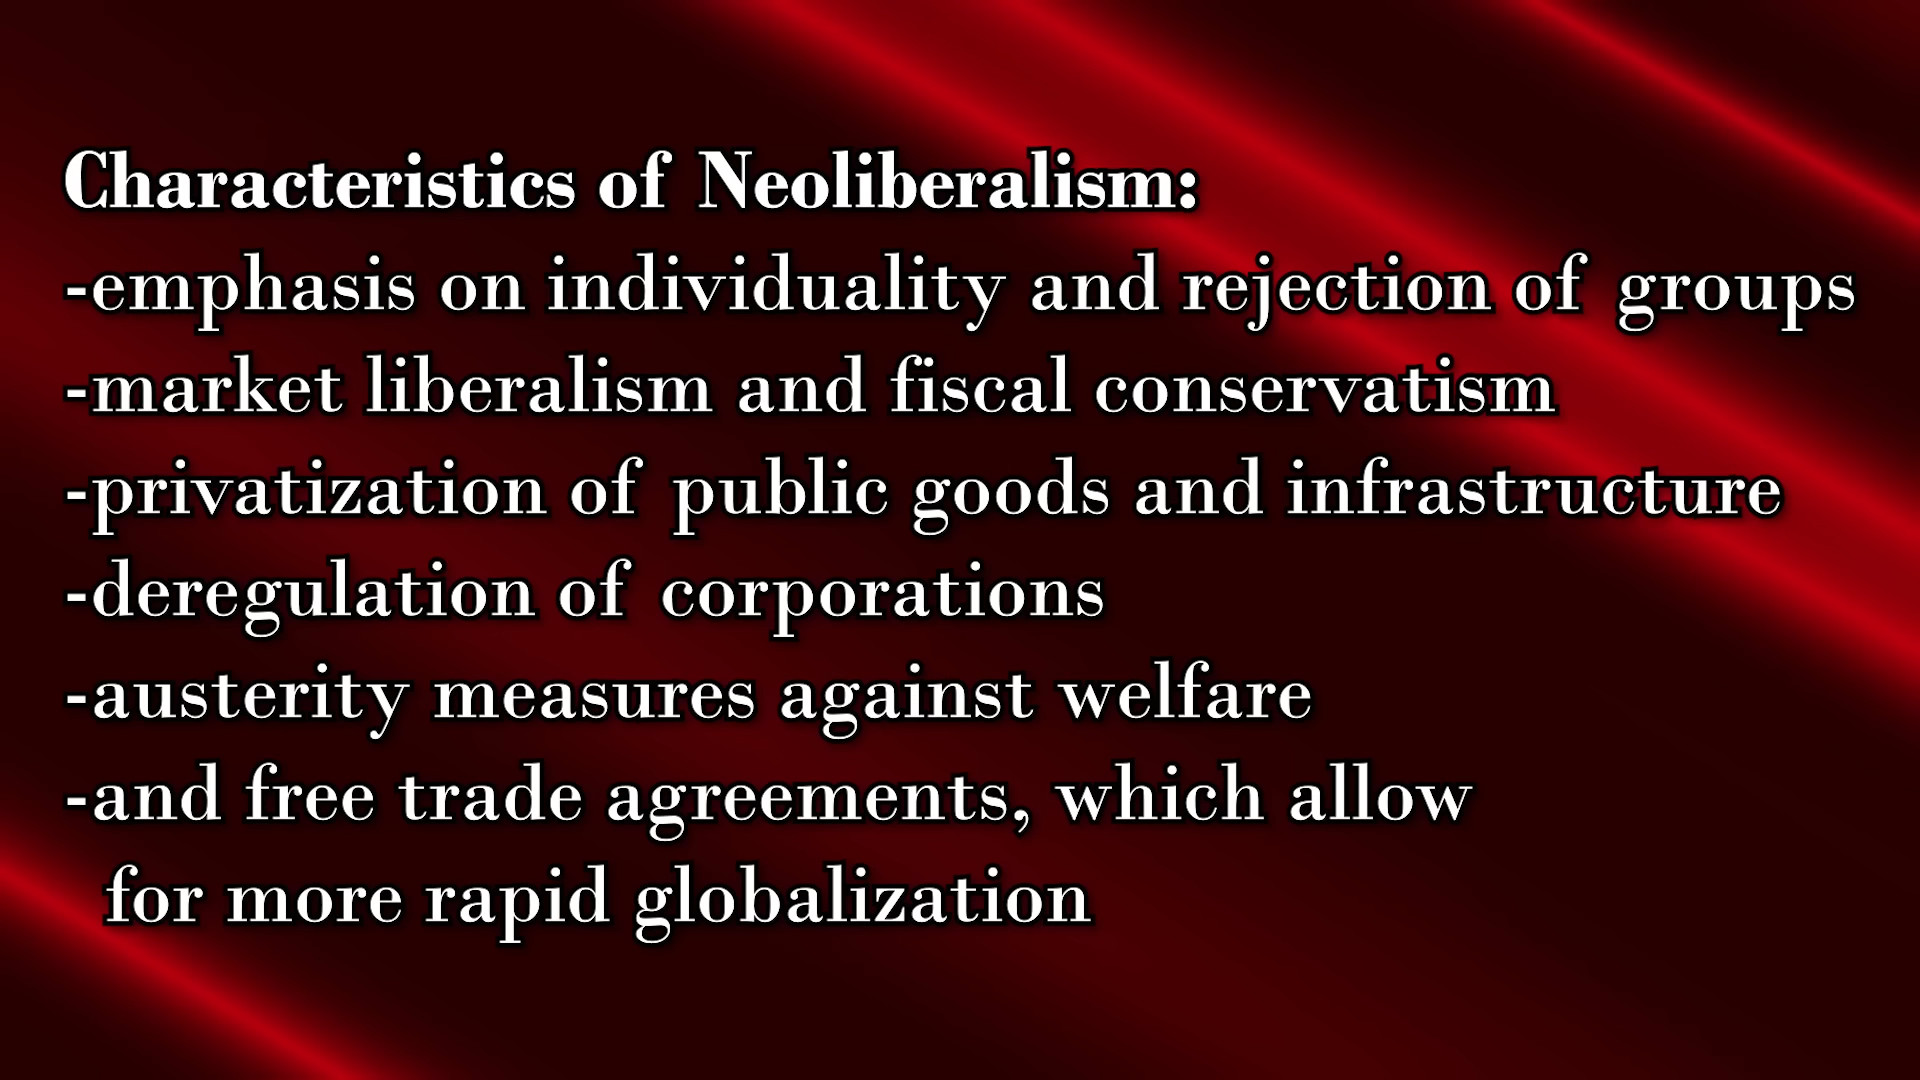 Characteristics of Neoliberalism:
-emphasis on individuality and rejection of groups
-market liberalism and fiscal conservatism
-privatization of public goods and infrastructure
-deregulation of corporations
-austerity measures against welfare
-and free trade agreements, which allow
for more rapid globalization